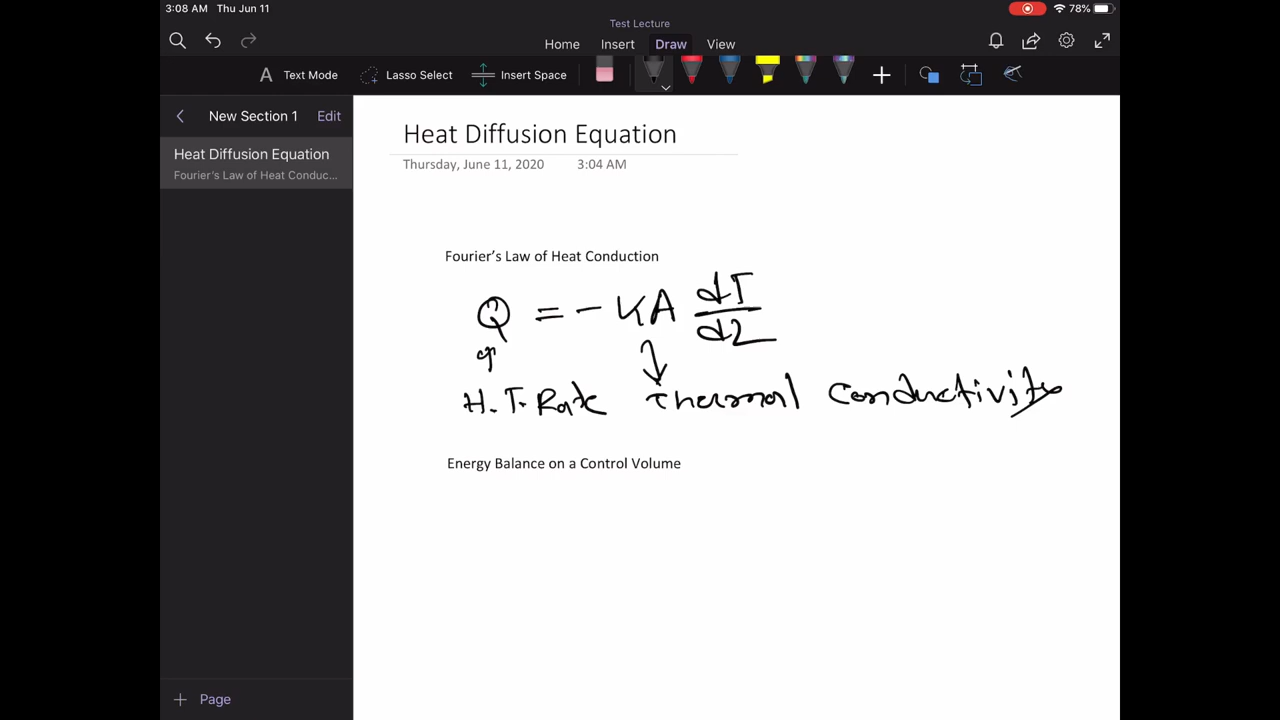 3:08 AM Thu Jun 11 78%
Test Lecture
Home Insert Draw View
Text Mode Lasso Select Insert Space
New Section 1 Edit
Heat Diffusion Equation
Fourier's Law of Heat Conduc...
Heat Diffusion Equation
Thursday, June 11, 2020 3:04 AM
Fourier's Law of Heat Conduction
Q = - KA dT/dL
H.T. Rate Thermal Conductivity
Energy Balance on a Control Volume
+ Page